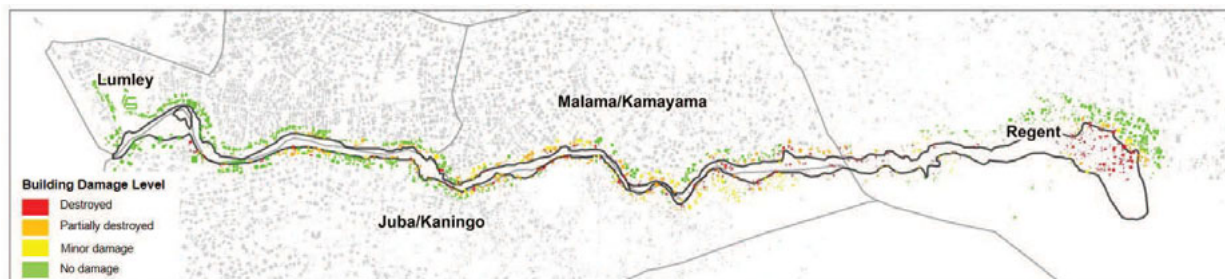 Lumley
Malama/Kamayama
Regent
Juba/Kaningo
Building Damage Level
Destroyed
Partially destroyed
Minor damage
No damage